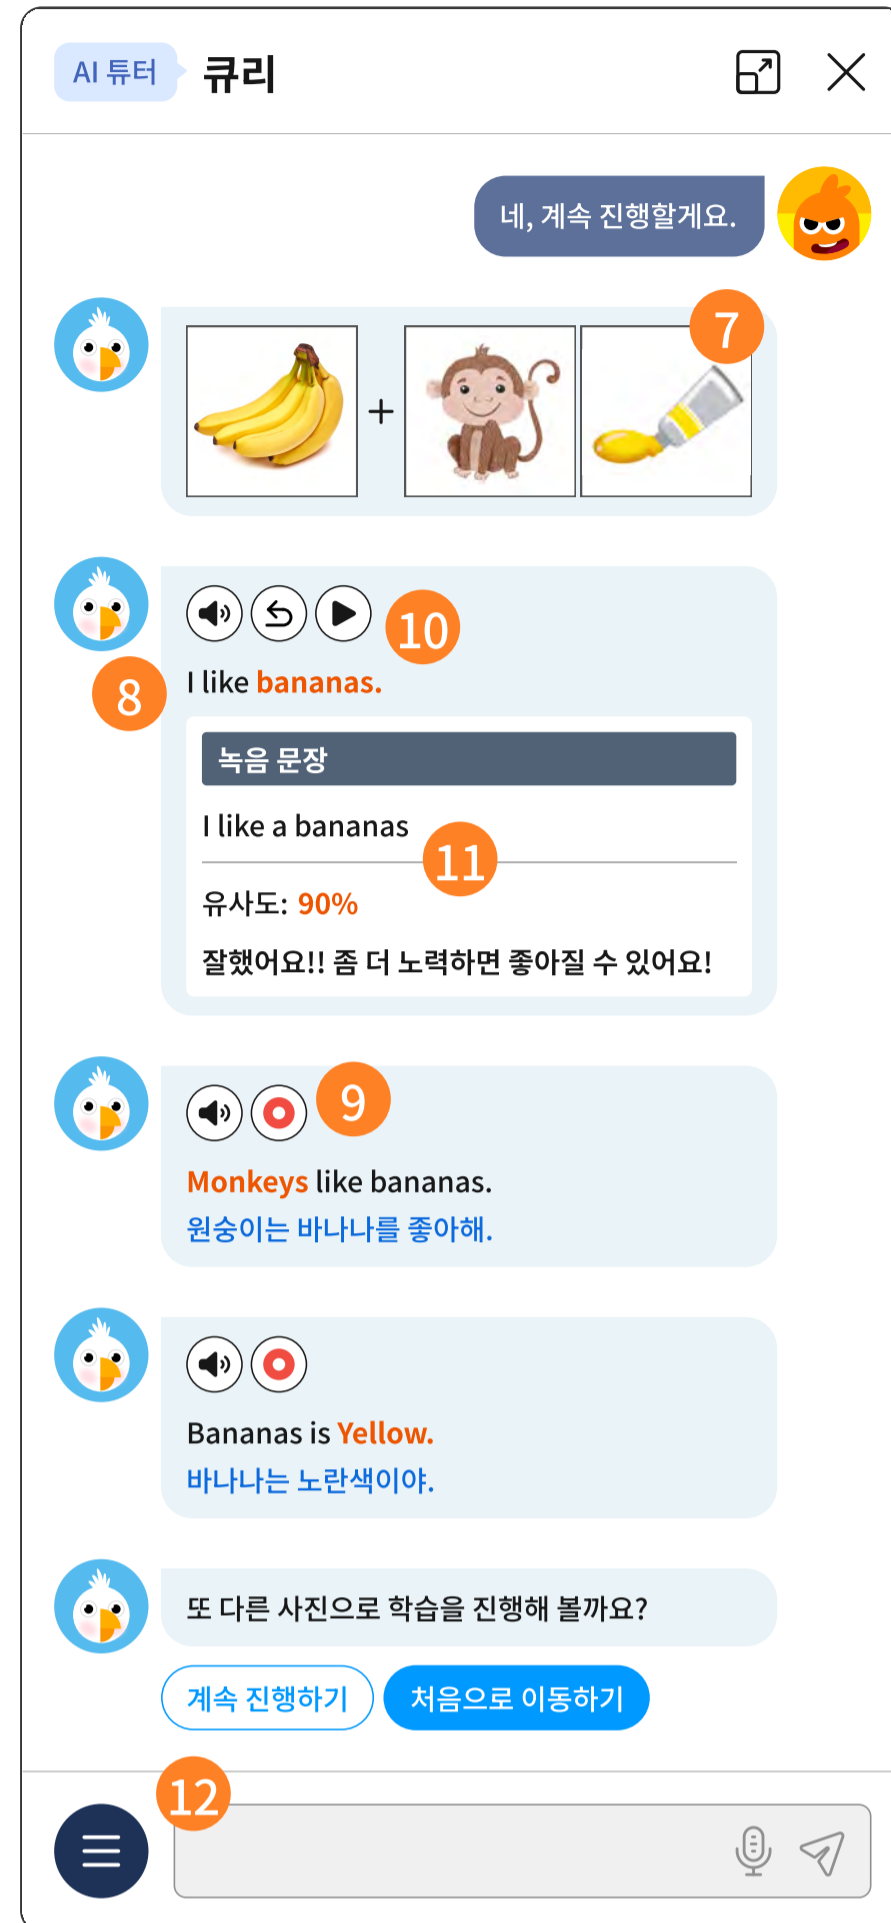 AI 튜터 큐리
네, 계속 진행할게요.
7
+
10
I like bananas.
8
녹음 문장
I like a bananas
11
유사도: 90%
잘했어요!! 좀 더 노력하면 좋아질 수 있어요!
9
Monkeys like bananas.
원숭이는 바나나를 좋아해.
Bananas is Yellow.
바나나는 노란색이야.
또 다른 사진으로 학습을 진행해 볼까요?
계속 진행하기 처음으로 이동하기
12